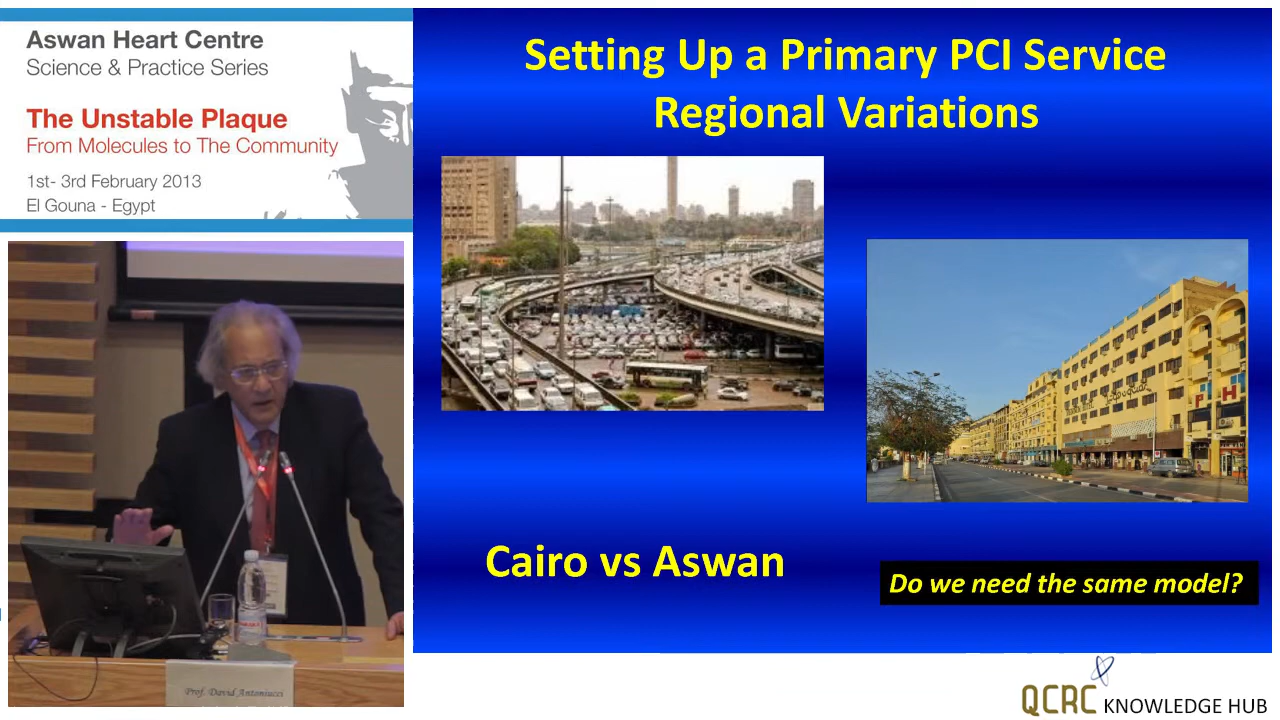 Aswan Heart Centre
Science & Practice Series
The Unstable Plaque
From Molecules to The Community
1st- 3rd February 2013
El Gouna - Egypt
Setting Up a Primary PCI Service
Regional Variations
Cairo vs Aswan
Do we need the same model?
Prof. David Antoniucci
QCRC KNOWLEDGE HUB